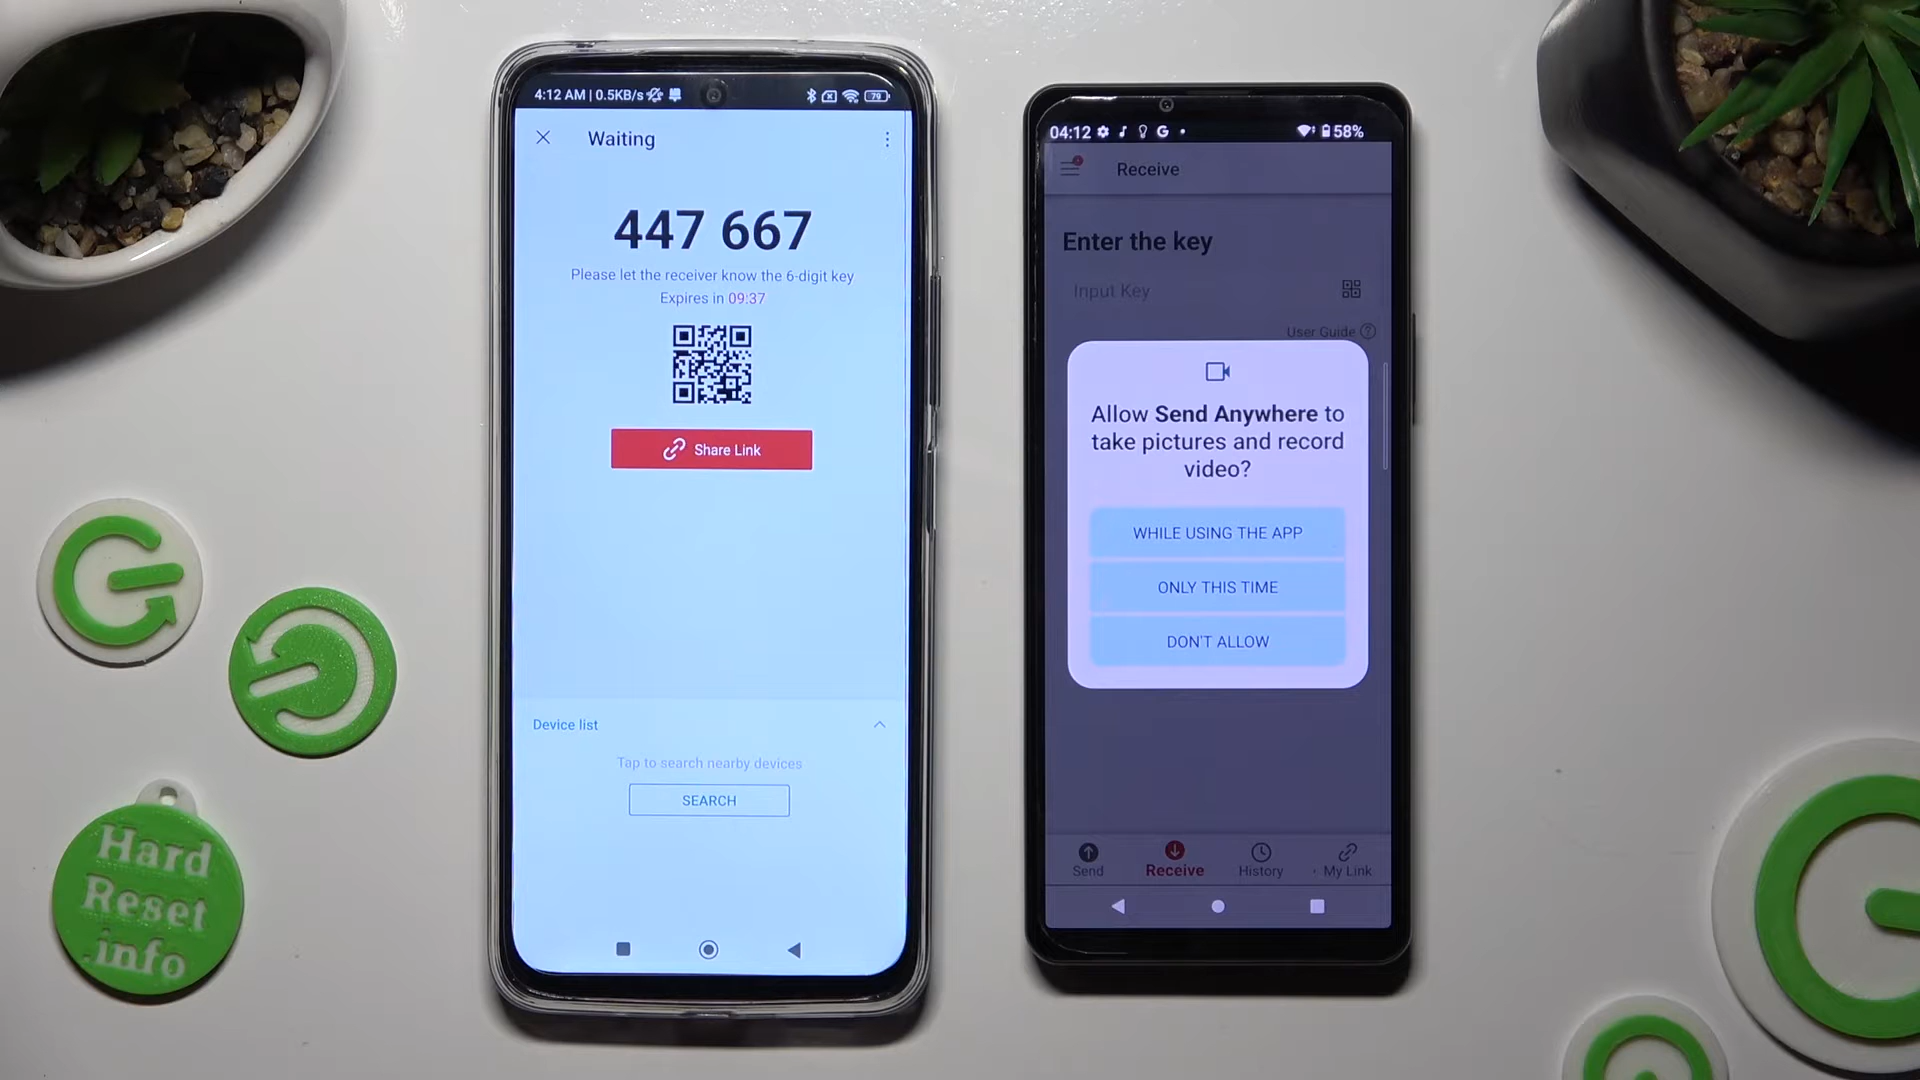 4:12 AM | 0.5KB/s
79
Waiting
447 667
Please let the receiver know the 6-digit key
Expires in 09:37
Share Link
Device list
Tap to search nearby devices
SEARCH
04:12
G
58%
Receive
Enter the key
Input Key
User Guide ?
Allow Send Anywhere to
take pictures and record
video?
WHILE USING THE APP
ONLY THIS TIME
DON'T ALLOW
Send
Receive
History
My Link
Hard
Reset
.info